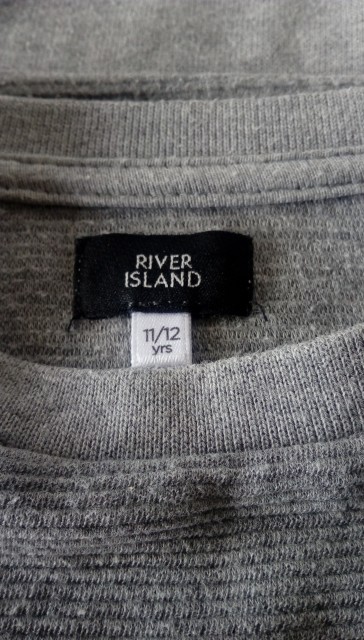 RIVER
ISLAND
11/12
yrs